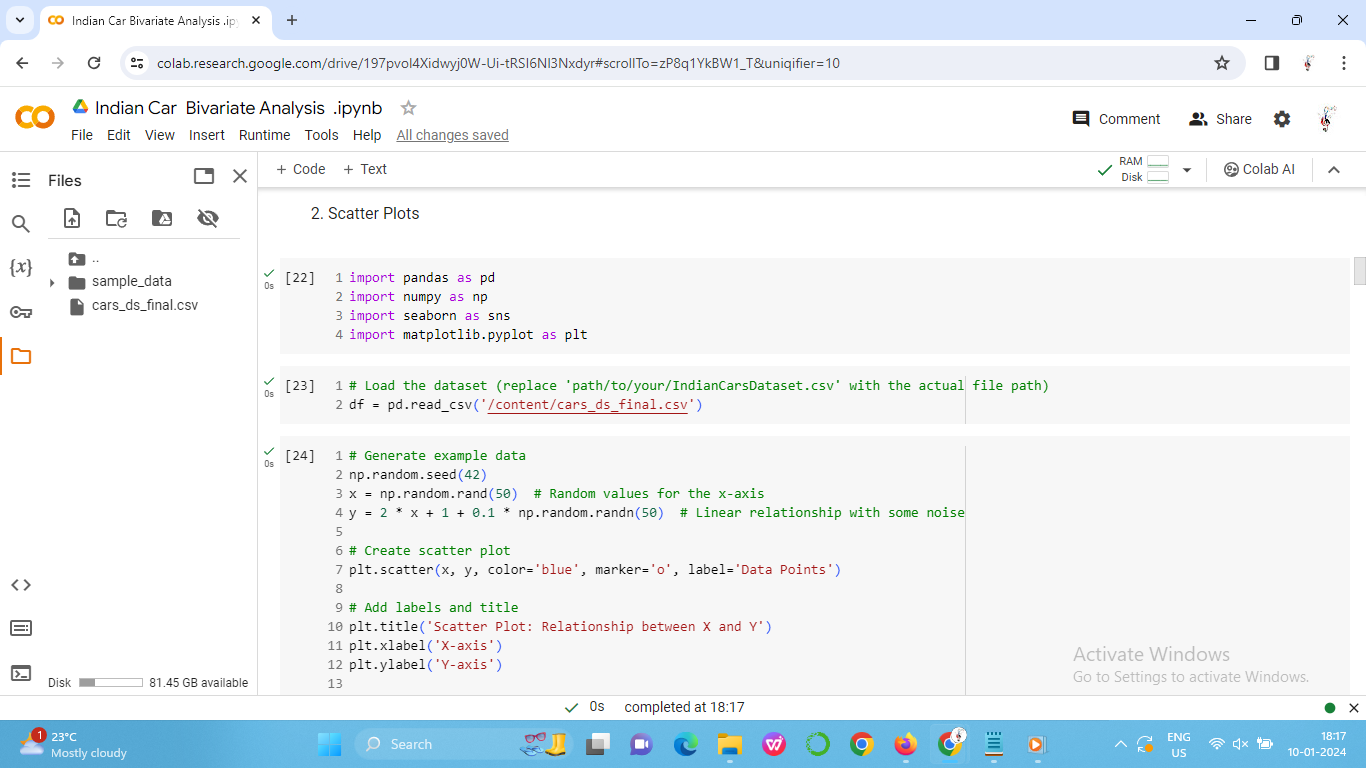 Indian Car Bivariate Analysis .ip
colab.research.google.com/drive/197pvol4Xidwyj0W-Ui-tRSI6NI3Nxdyr#scrollTo=zP8q1YkBW1_T&uniqifier=10
Indian Car  Bivariate Analysis  .ipynb
Comment
Share
File Edit View Insert Runtime Tools Help All changes saved
Files
+ Code + Text
RAM
Disk
Colab AI
2. Scatter Plots
..
sample_data
cars_ds_final.csv
{x}
0s
[22]
1 import pandas as pd
2 import numpy as np
3 import seaborn as sns
4 import matplotlib.pyplot as plt
0s
[23]
1 # Load the dataset (replace 'path/to/your/IndianCarsDataset.csv' with the actual file path)
2 df = pd.read_csv('/content/cars_ds_final.csv')
0s
[24]
1 # Generate example data
2 np.random.seed(42)
3 x = np.random.rand(50)  # Random values for the x-axis
4 y = 2 * x + 1 + 0.1 * np.random.randn(50)  # Linear relationship with some noise
5
6 # Create scatter plot
7 plt.scatter(x, y, color='blue', marker='o', label='Data Points')
8
9 # Add labels and title
10 plt.title('Scatter Plot: Relationship between X and Y')
11 plt.xlabel('X-axis')
12 plt.ylabel('Y-axis')
13
Disk 81.45 GB available
Activate Windows
Go to Settings to activate Windows.
0s completed at 18:17
1
23°C
Mostly cloudy
Search
ENG
US
18:17
10-01-2024